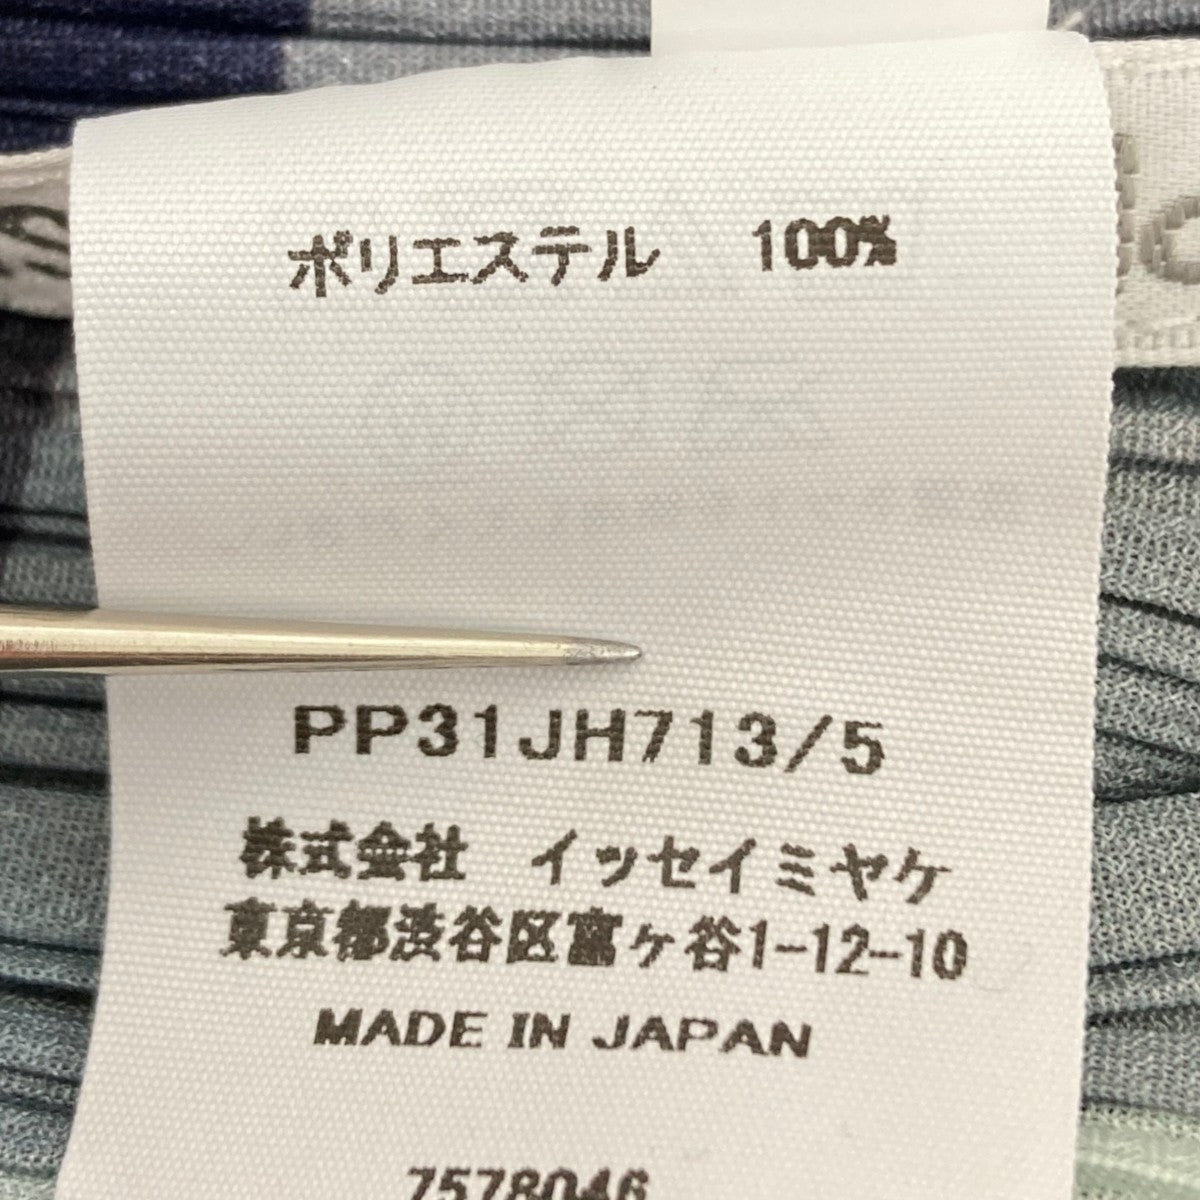 ポリエステル 100%
PP31JH713/5
株式会社 イッセイミヤケ
東京都渋谷区富ヶ谷1-12-10
MADE IN JAPAN
7578046